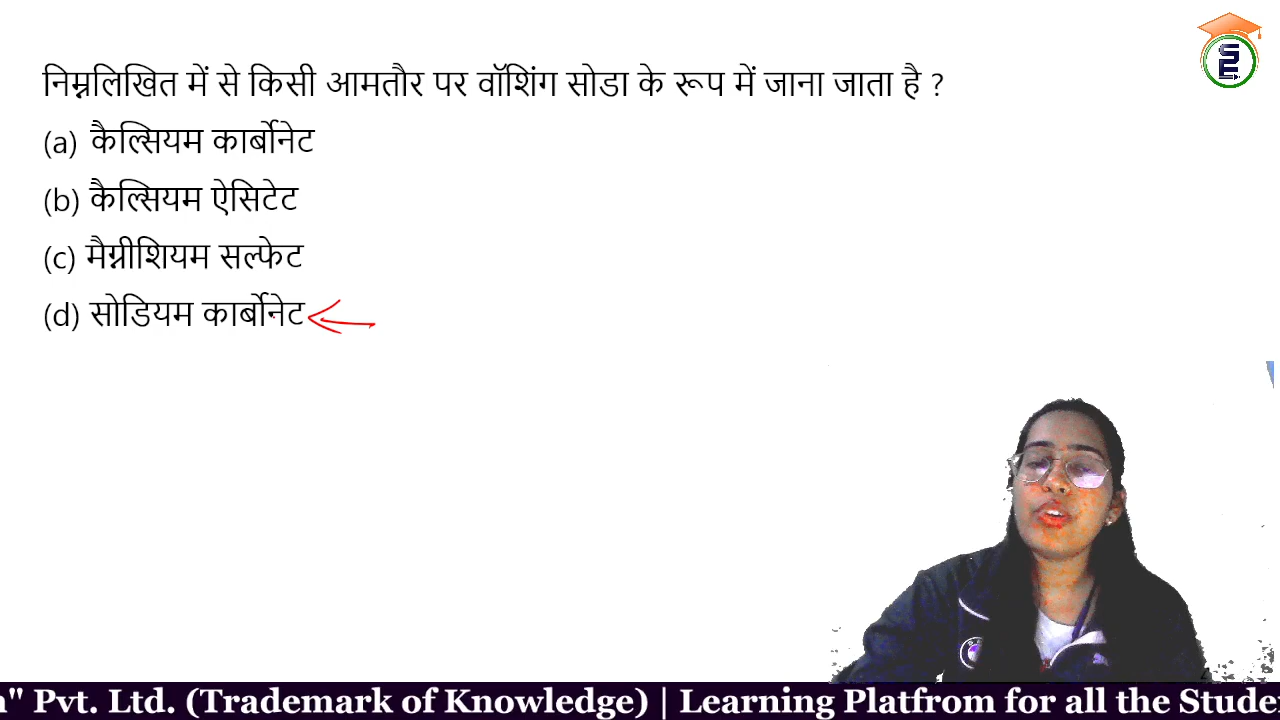 निम्नलिखित में से किसी आमतौर पर वॉशिंग सोडा के रूप में जाना जाता है ?
(a) कैल्सियम कार्बोनेट
(b) कैल्सियम ऐसिटेट
(c) मैग्नीशियम सल्फेट
(d) सोडियम कार्बोनेट
n" Pvt. Ltd. (Trademark of Knowledge) | Learning Platfrom for all the Stude